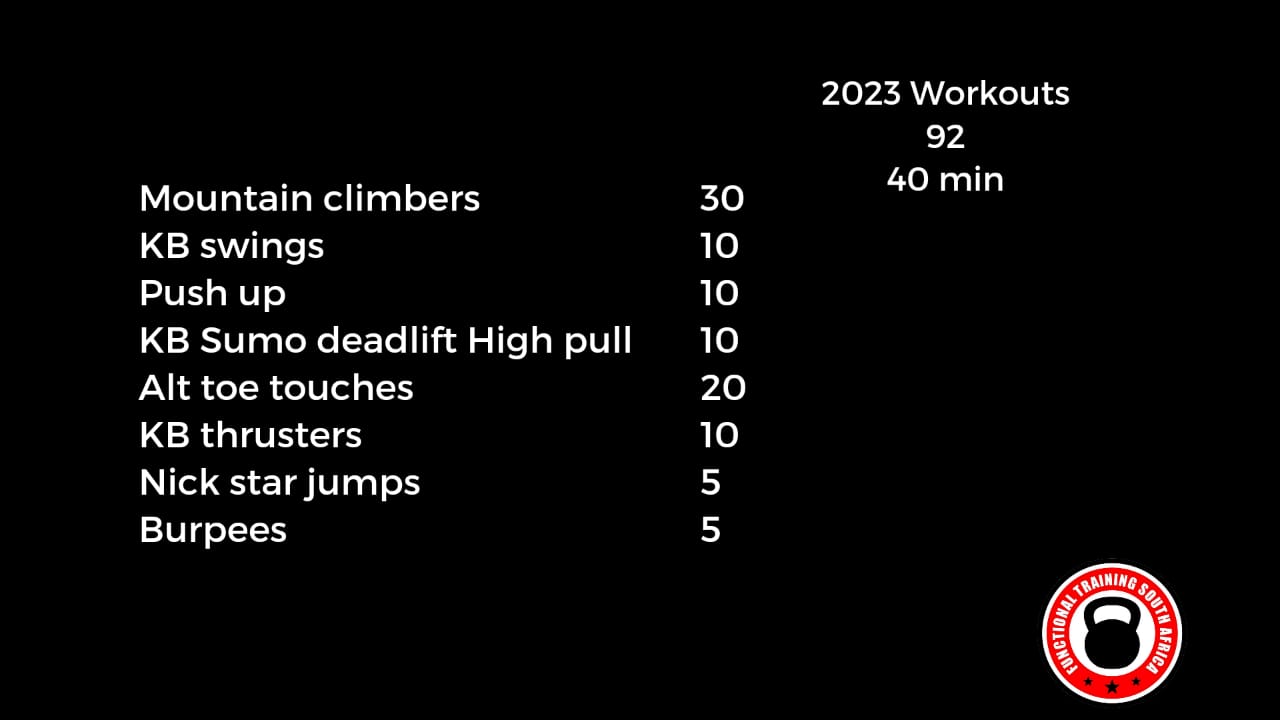 2023 Workouts
92
40 min
Mountain climbers 30
KB swings 10
Push up 10
KB Sumo deadlift High pull 10
Alt toe touches 20
KB thrusters 10
Nick star jumps 5
Burpees 5
FUNCTIONAL TRAINING SOUTH AFRICA